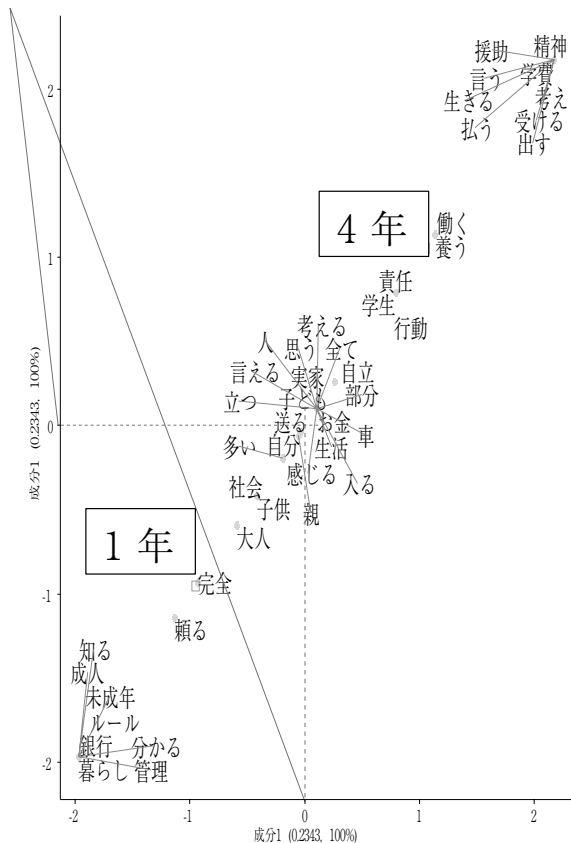 援助
精神
言う
学費
生きる
考え
払う
受ける
出す
2
4年
働く
養う
1
責任
学生
行動
考える
人
思う
全て
言える
実家
自立
立つ
子ども
部分
0
送る
お金
車
多い
自分
生活
感じる
入る
社会
子供
親
大人
1年
-1
完全
頼る
知る
成人
未成年
ルール
銀行
分かる
-2
暮らし
管理
-2
-1
0
1
2
成分1 (0.2343, 100%)
成分1 (0.2343, 100%)